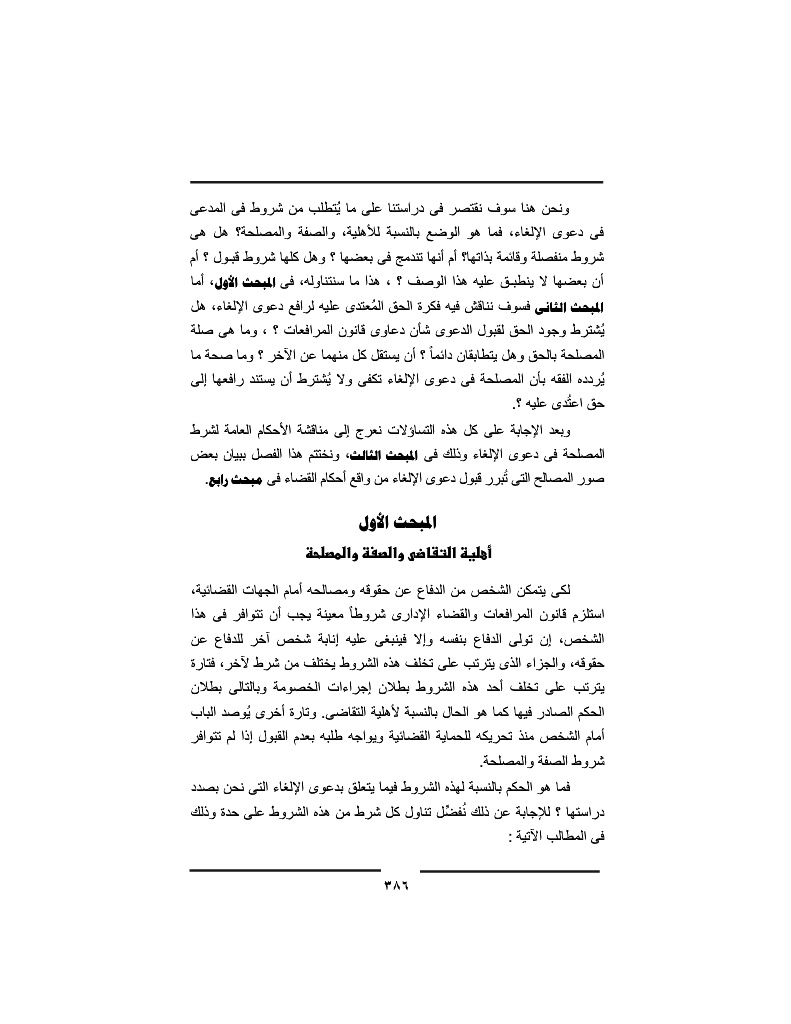 ونحن هنا سوف نقتصر فى دراستنا على ما يُتطلب من شروط فى المدعى
فى دعوى الإلغاء، فما هو الوضع بالنسبة للأهلية، والصفة والمصلحة؟ هل هى
شروط منفصلة وقائمة بذاتها؟ أم أنها تندمج فى بعضها ؟ وهل كلها شروط قبـول ؟ أم
أن بعضها لا ينطبـق عليه هذا الوصف ؟ ، هذا ما سنتناوله، فى المبحث الأول، أما
المبحث الثانى فسوف نناقش فيه فكرة الحق المُعتدى عليه لرافع دعوى الإلغاء، هل
يُشترط وجود الحق لقبول الدعوى شأن دعاوى قانون المرافعات ؟ ، وما هى صلة
المصلحة بالحق وهل يتطابقان دائماً ؟ أن يستقل كل منهما عن الآخر ؟ وما صحة ما
يُردده الفقه بأن المصلحة فى دعوى الإلغاء تكفى ولا يُشترط أن يستند رافعها إلى
حق اعتُدى عليه ؟.
وبعد الإجابة على كل هذه التساؤلات نعرج إلى مناقشة الأحكام العامة لشرط
المصلحة فى دعوى الإلغاء وذلك فى المبحث الثالث، ونختتم هذا الفصل ببيان بعض
صور المصالح التى تُبرر قبول دعوى الإلغاء من واقع أحكام القضاء فى مبحث رابع.
المبحث الأول
أهلية التقاضى والصفة والمصلحة
لكى يتمكن الشخص من الدفاع عن حقوقه ومصالحه أمام الجهات القضائية،
استلزم قانون المرافعات والقضاء الإدارى شروطاً معينة يجب أن تتوافر فى هذا
الشخص، إن تولى الدفاع بنفسه وإلا فينبغى عليه إنابة شخص آخر للدفاع عن
حقوقه، والجزاء الذى يترتب على تخلف هذه الشروط يختلف من شرط لآخر، فتارة
يترتب على تخلف أحد هذه الشروط بطلان إجراءات الخصومة وبالتالى بطلان
الحكم الصادر فيها كما هو الحال بالنسبة لأهلية التقاضى. وتارة أخرى يُوصد الباب
أمام الشخص منذ تحريكه للحماية القضائية ويواجه طلبه بعدم القبول إذا لم تتوافر
شروط الصفة والمصلحة.
فما هو الحكم بالنسبة لهذه الشروط فيما يتعلق بدعوى الإلغاء التى نحن بصدد
دراستها ؟ للإجابة عن ذلك نُفضِّل تناول كل شرط من هذه الشروط على حدة وذلك
فى المطالب الآتية :
٣٨٦